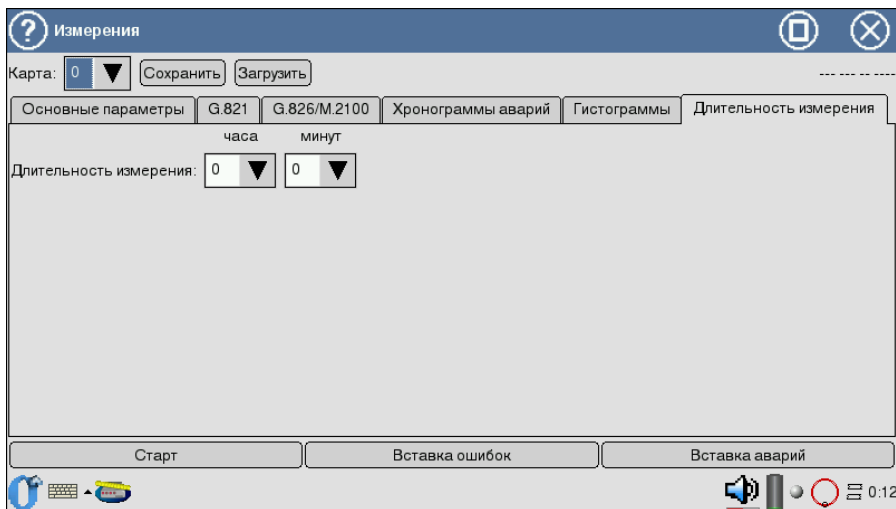 Измерения
Карта: 0 Сохранить Загрузить --- --- -- ----
Основные параметры G.821 G.826/M.2100 Хронограммы аварий Гистограммы Длительность измерения
часа минут
Длительность измерения: 0 0
Старт Вставка ошибок Вставка аварий
0:12